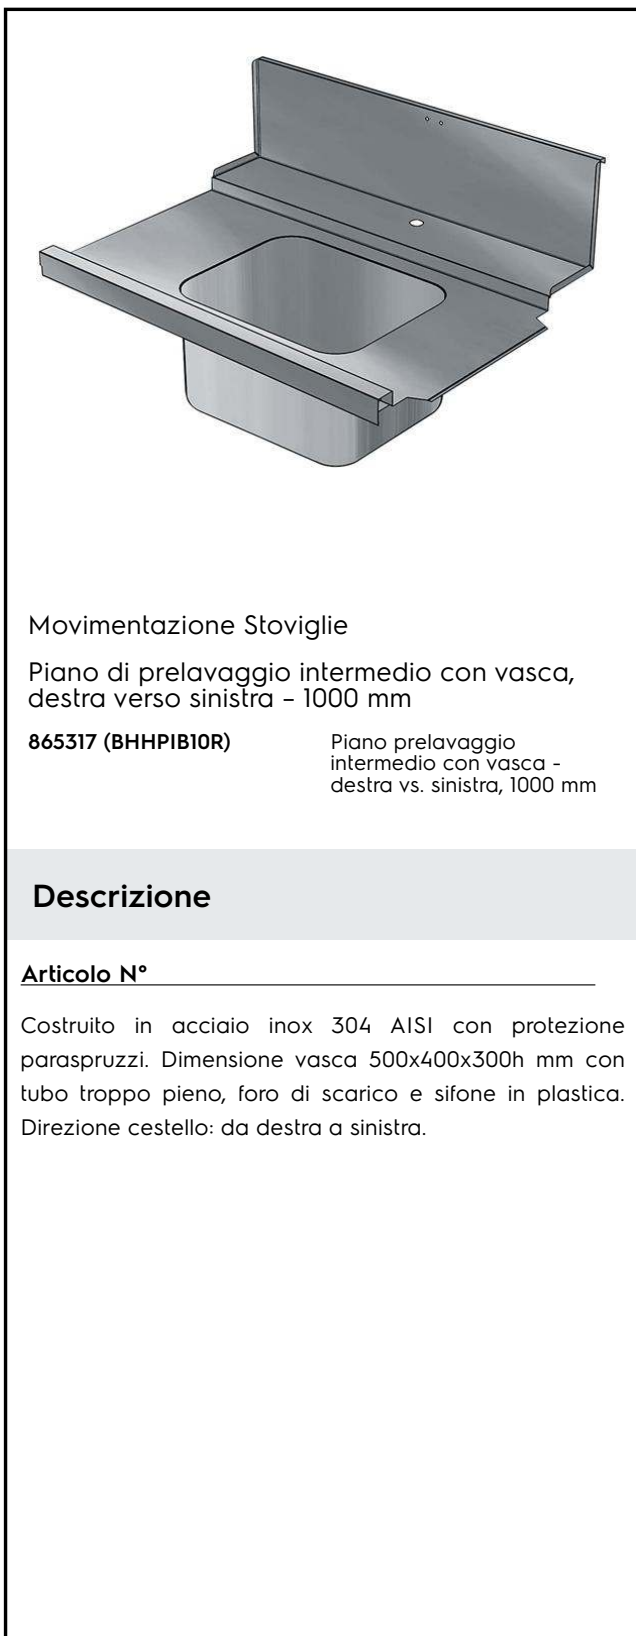 Movimentazione Stoviglie
Piano di prelavaggio intermedio con vasca,
destra verso sinistra – 1000 mm
865317 (BHHPIB10R)
Piano prelavaggio
intermedio con vasca -
destra vs. sinistra, 1000 mm
Descrizione
Articolo N°
Costruito in acciaio inox 304 AISI con protezione
paraspruzzi. Dimensione vasca 500x400x300h mm con
tubo troppo pieno, foro di scarico e sifone in plastica.
Direzione cestello: da destra a sinistra.